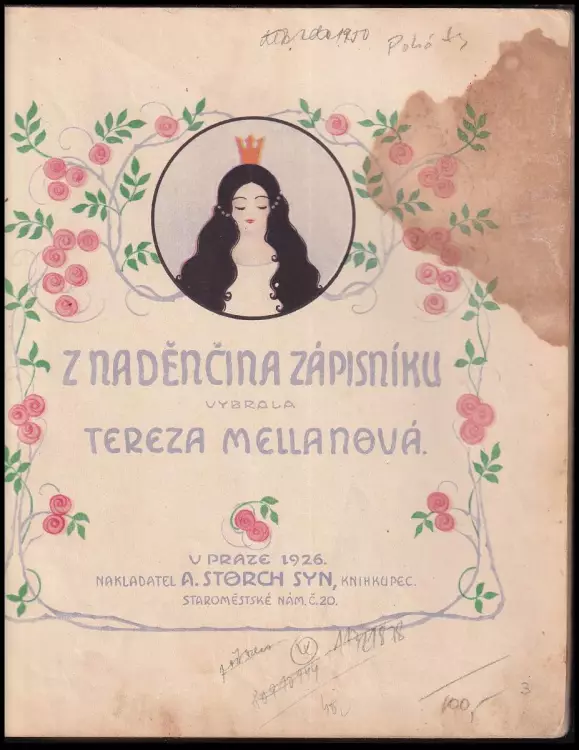 Z NADĚNČINA ZÁPISNÍKU
VYBRALA
TEREZA MELLANOVÁ.
V PRAZE 1926.
NAKLADATEL A. STORCH SYN, KNIHKUPEC.
STAROMĚSTSKÉ NÁM. Č. 20.
100,-
3